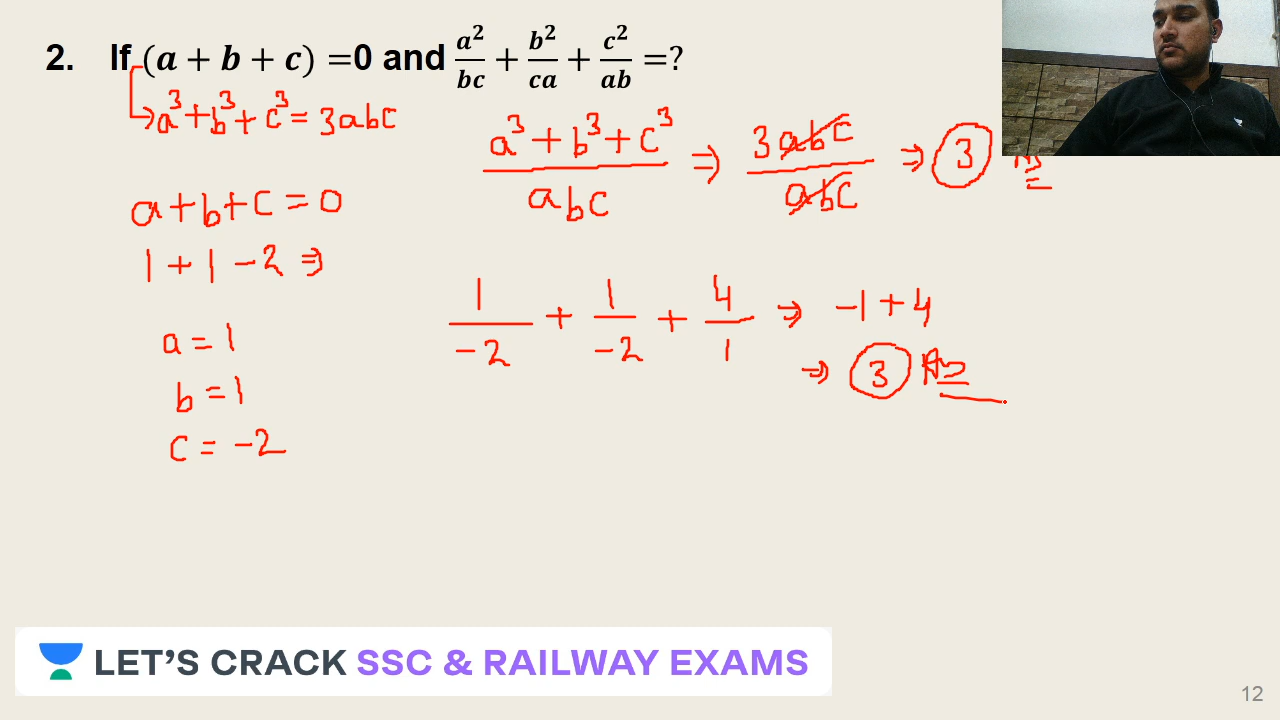 2. If (a + b + c) =0 and a²/bc + b²/ca + c²/ab =?
↳ a³ + b³ + c³ = 3abc
a³ + b³ + c³ / abc ⇒ 3abc / abc ⇒ 3
a + b + c = 0
1 + 1 - 2 ⇒
1/-2 + 1/-2 + 4/1 ⇒ -1 + 4
⇒ 3 Ans
a = 1
b = 1
c = -2
LET'S CRACK SSC & RAILWAY EXAMS
12